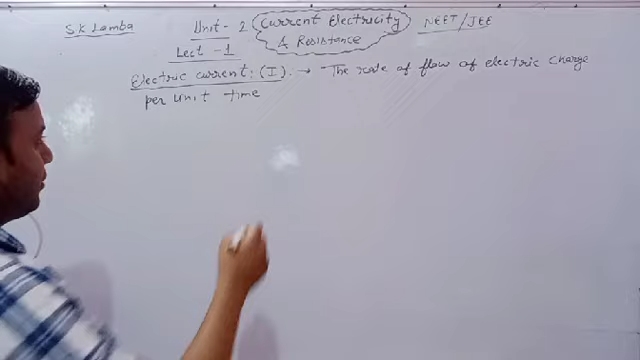 SK Lamba Unit - 2 Current Electricity NEET/JEE
Lect - 1 & Resistance
Electric current: (I). → The rate of flow of electric charge
per unit time